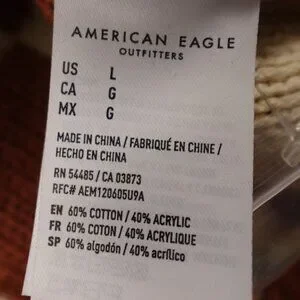 AMERICAN EAGLE
OUTFITTERS
US L
CA G
MX G
MADE IN CHINA / FABRIQUÉ EN CHINE /
HECHO EN CHINA
RN 54485 / CA 03873
RFC# AEM120605U9A
EN 60% COTTON / 40% ACRYLIC
FR 60% COTON / 40% ACRYLIQUE
SP 60% algodón / 40% acrílico